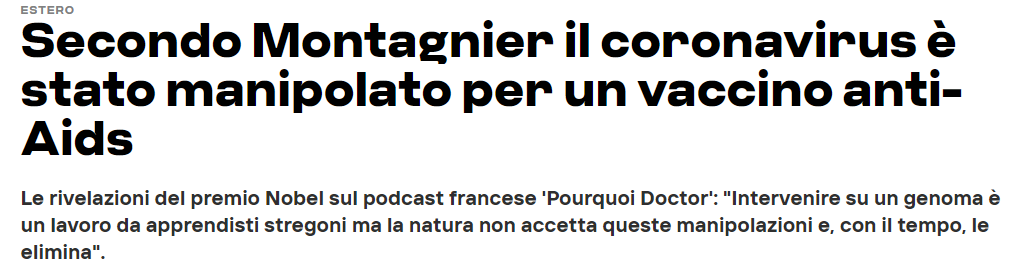 ESTERO
Secondo Montagnier il coronavirus è
stato manipolato per un vaccino anti-
Aids
Le rivelazioni del premio Nobel sul podcast francese 'Pourquoi Doctor': "Intervenire su un genoma è
un lavoro da apprendisti stregoni ma la natura non accetta queste manipolazioni e, con il tempo, le
elimina".